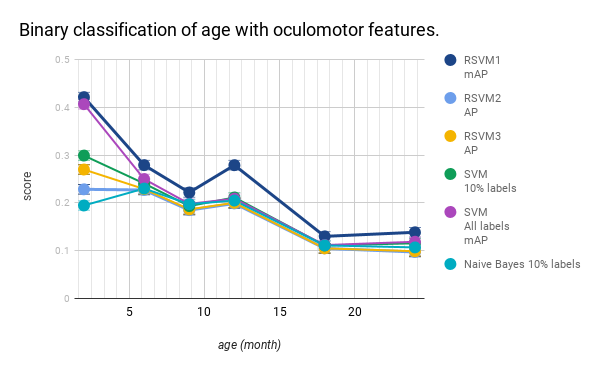 Binary classification of age with oculomotor features.
0.5
0.4
0.3
0.2
0.1
0
score
5
10
15
20
age (month)
RSVM1
mAP
RSVM2
AP
RSVM3
AP
SVM
10% labels
SVM
All labels
mAP
Naive Bayes 10% labels